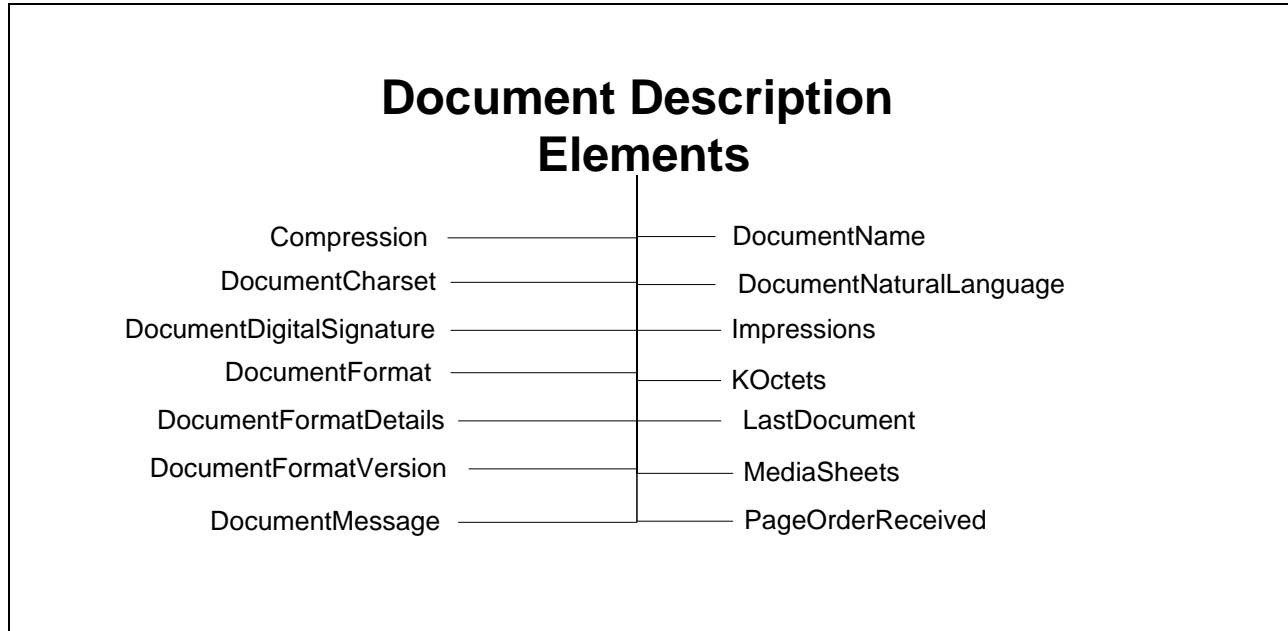 Document Description
Elements
Compression
DocumentCharset
DocumentDigitalSignature
DocumentFormat
DocumentFormatDetails
DocumentFormatVersion
DocumentMessage
DocumentName
DocumentNaturalLanguage
Impressions
KOctets
LastDocument
MediaSheets
PageOrderReceived